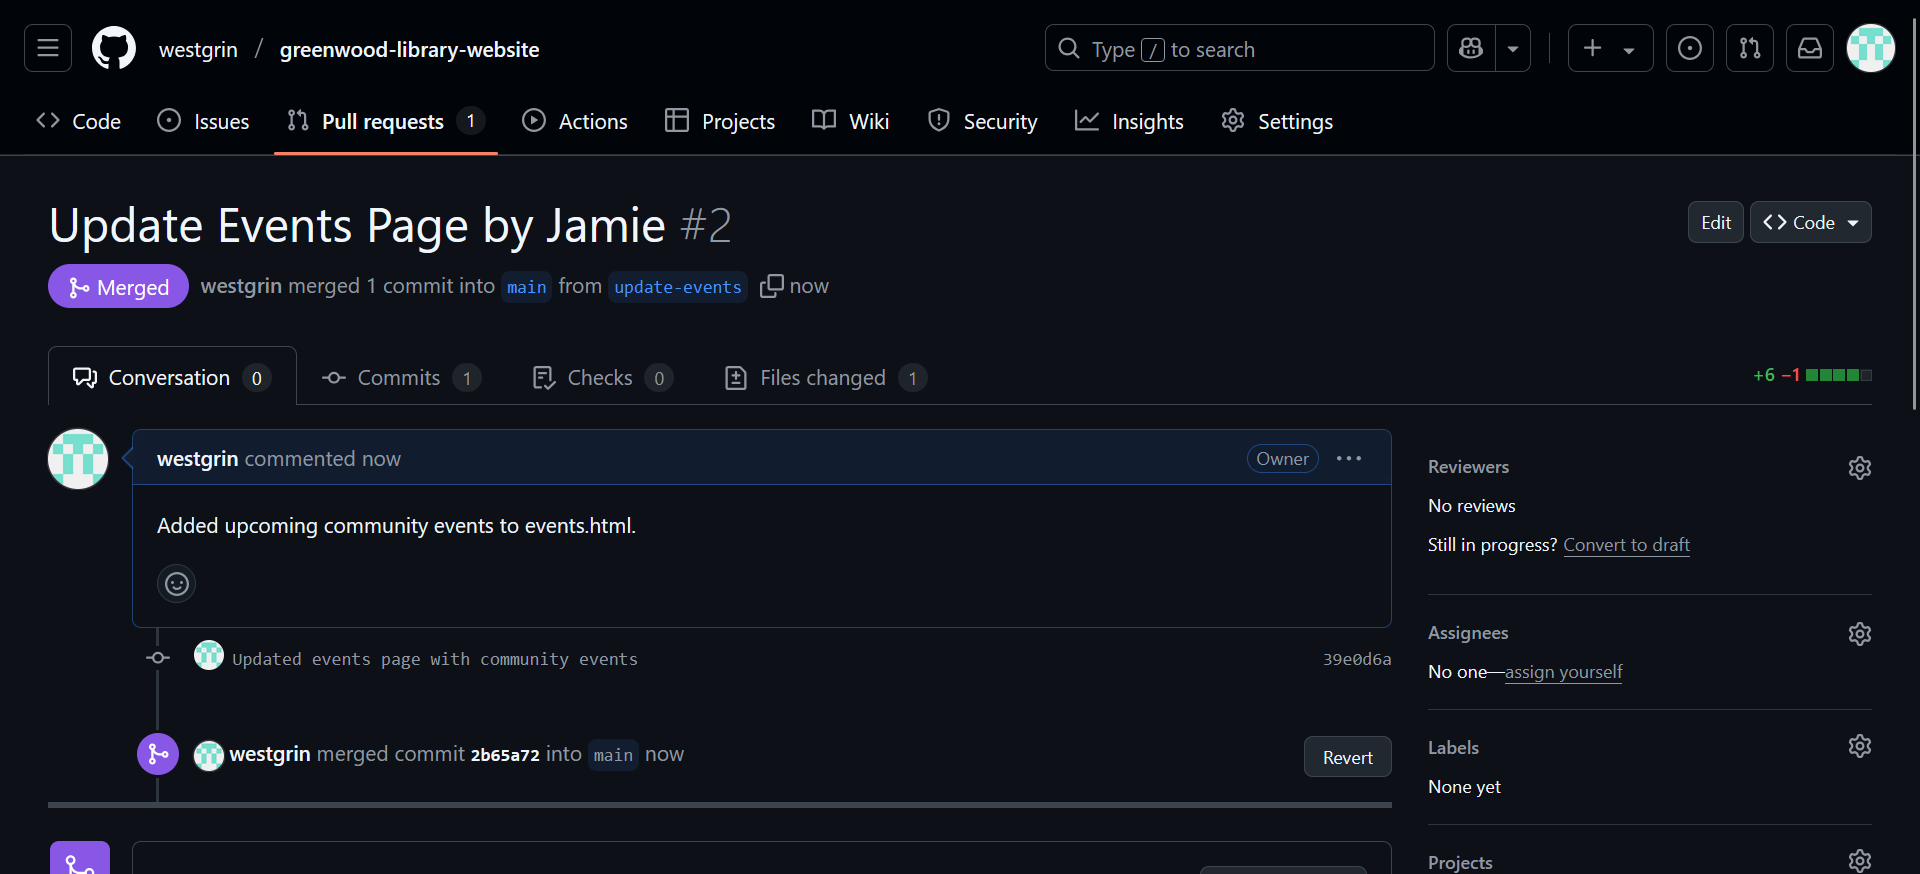 westgrin / greenwood-library-website
Type / to search
Code Issues Pull requests 1 Actions Projects Wiki Security Insights Settings
Update Events Page by Jamie #2
Edit Code
Merged westgrin merged 1 commit into main from update-events now
Conversation 0 Commits 1 Checks 0 Files changed 1
+6 −1
westgrin commented now Owner
Added upcoming community events to events.html.
Updated events page with community events 39e0d6a
westgrin merged commit 2b65a72 into main now
Revert
Reviewers
No reviews
Still in progress? Convert to draft
Assignees
No one—assign yourself
Labels
None yet
Projects